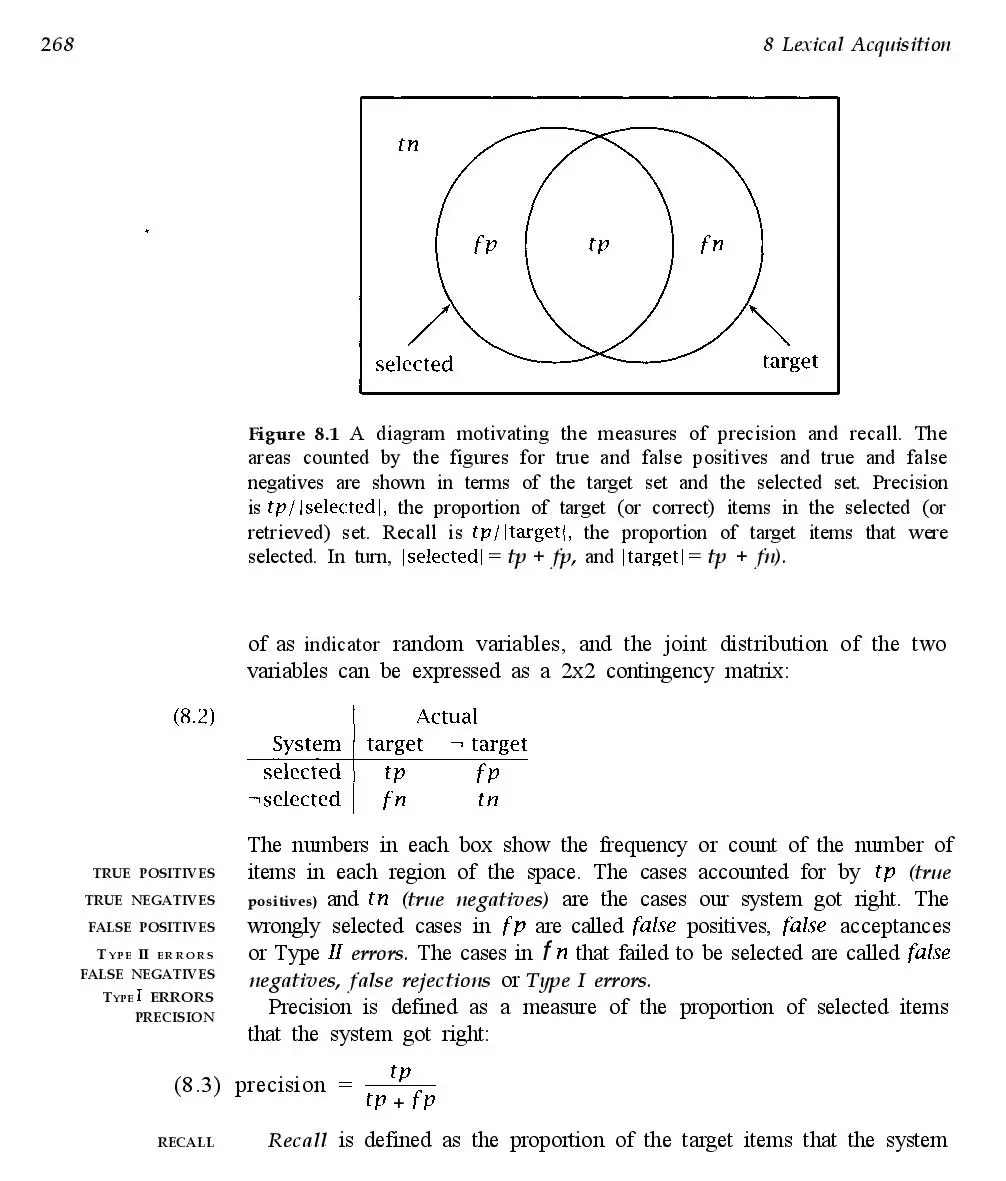 268
8 Lexical Acquisition
tn
fp
tp
fn
selected
target
Figure 8.1 A diagram motivating the measures of precision and recall. The
areas counted by the figures for true and false positives and true and false
negatives are shown in terms of the target set and the selected set. Precision
is tp/|selected|, the proportion of target (or correct) items in the selected (or
retrieved) set. Recall is tp/|target|, the proportion of target items that were
selected. In turn, |selected| = tp + fp, and |target| = tp + fn).
of as indicator random variables, and the joint distribution of the two
variables can be expressed as a 2x2 contingency matrix:
(8.2)
Actual
System target ¬ target
selected tp fp
¬selected fn tn
The numbers in each box show the frequency or count of the number of
TRUE POSITIVES items in each region of the space. The cases accounted for by tp (true
TRUE NEGATIVES positives) and tn (true negatives) are the cases our system got right. The
FALSE POSITIVES wrongly selected cases in fp are called false positives, false acceptances
TYPE II ERRORS or Type II errors. The cases in fn that failed to be selected are called false
FALSE NEGATIVES negatives, false rejections or Type I errors.
TYPE I ERRORS
PRECISION Precision is defined as a measure of the proportion of selected items
that the system got right:
(8.3) precision = tp
tp + fp
RECALL Recall is defined as the proportion of the target items that the system